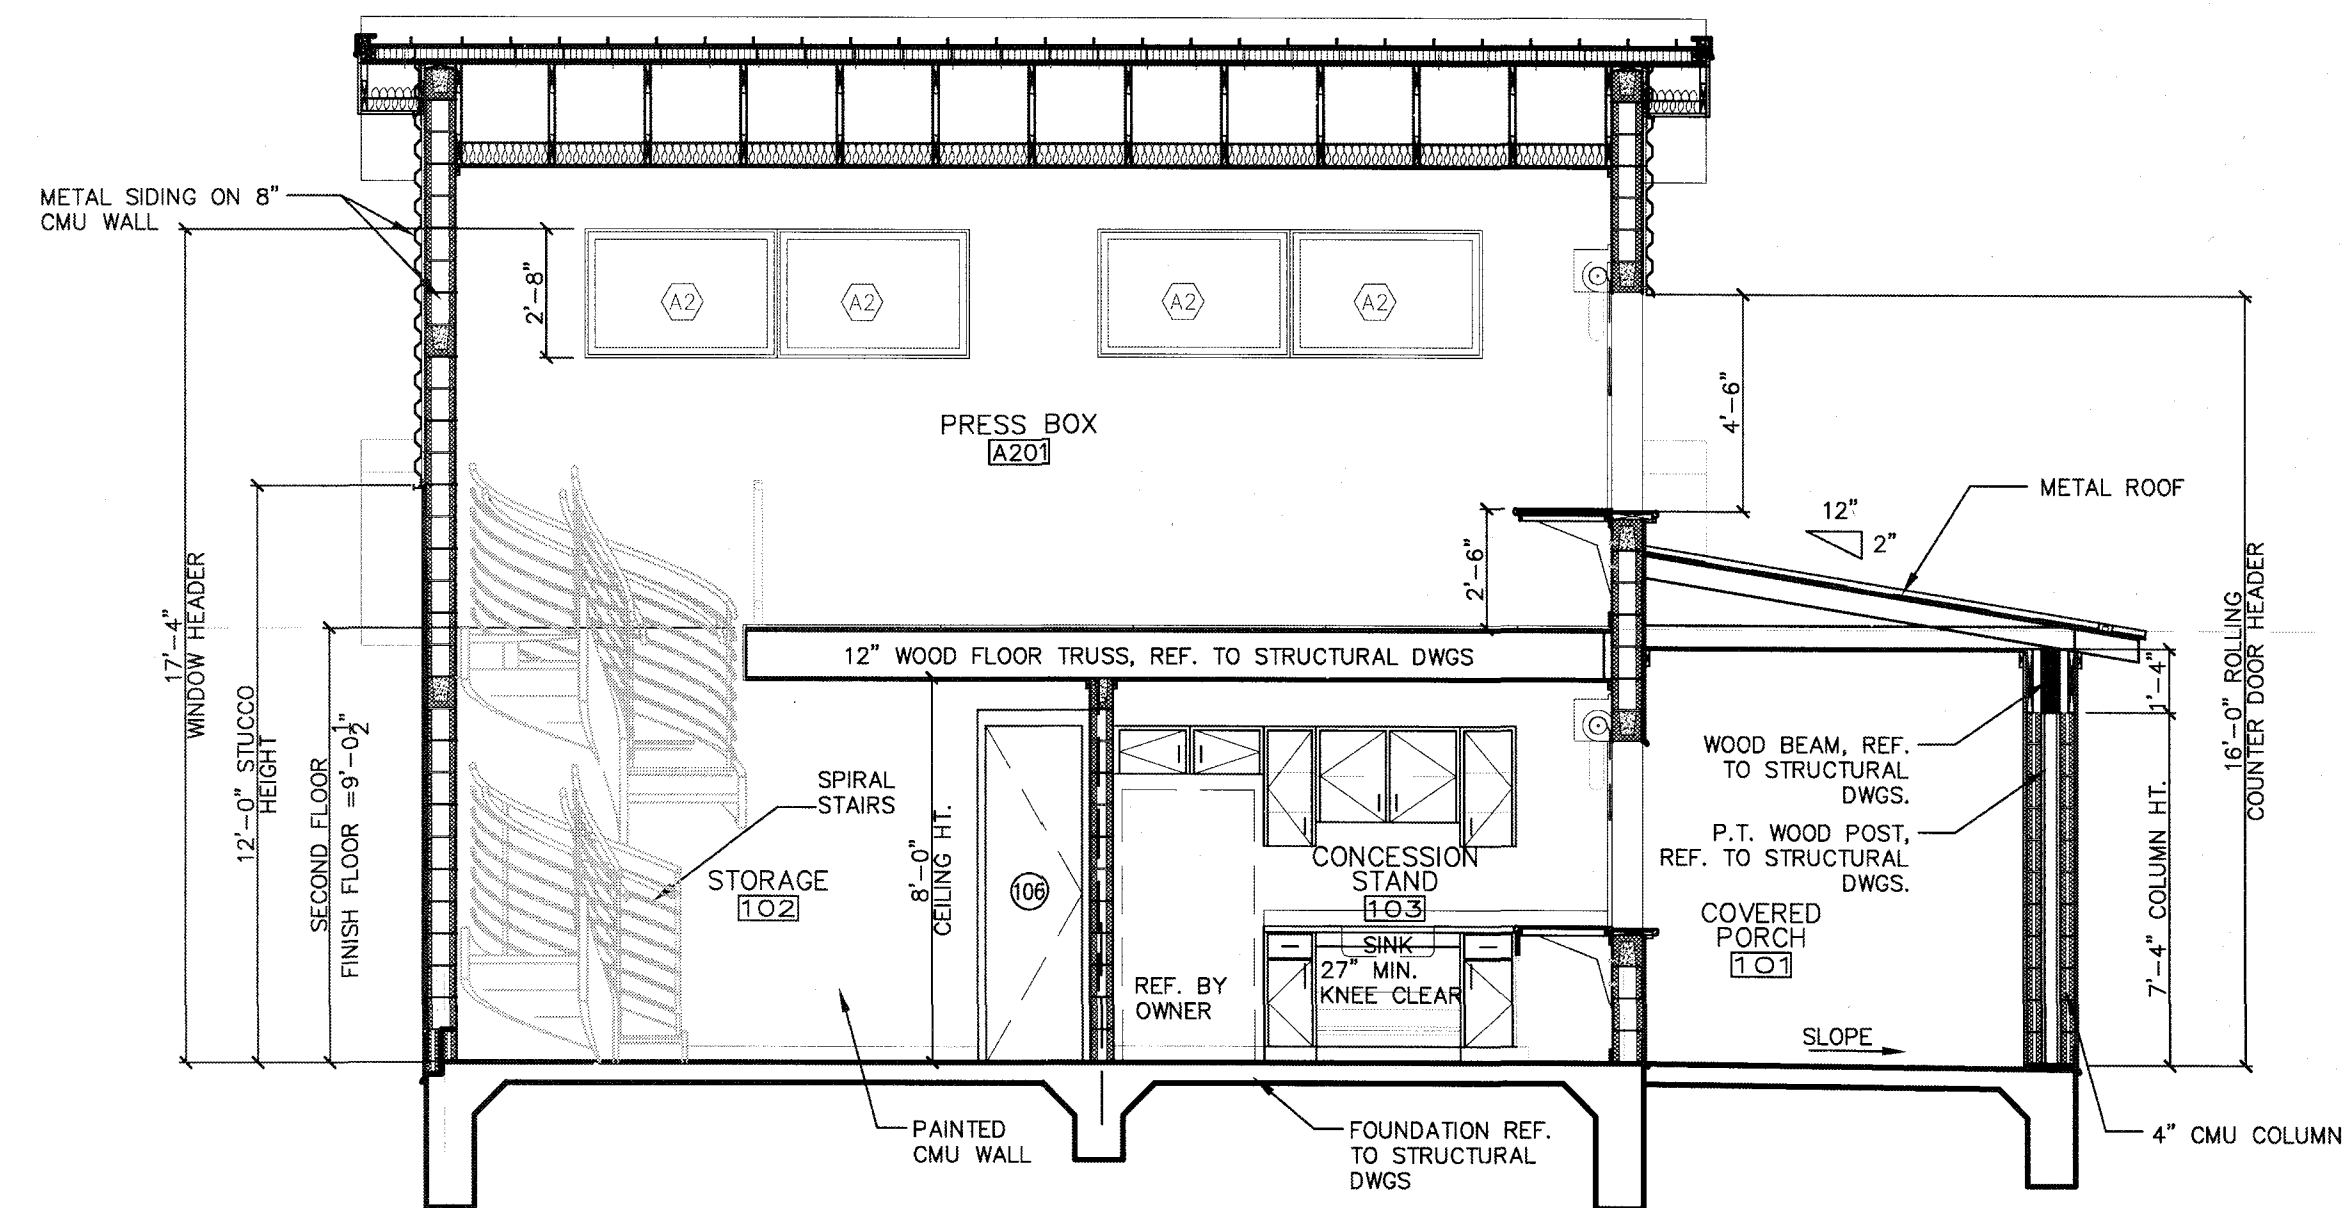 METAL SIDING ON 8"
CMU WALL
2'-8"
A2
A2
A2
A2
PRESS BOX
A201
4'-6"
METAL ROOF
12"
2"
2'-6"
17'-4"
WINDOW HEADER
12'-0" STUCCO
HEIGHT
SECOND FLOOR
FINISH FLOOR =9'-0 1/2"
12" WOOD FLOOR TRUSS, REF. TO STRUCTURAL DWGS
16'-0" ROLLING
COUNTER DOOR HEADER
1'-4"
WOOD BEAM, REF.
TO STRUCTURAL
DWGS.
SPIRAL
STAIRS
P.T. WOOD POST,
REF. TO STRUCTURAL
DWGS.
8'-0"
CEILING HT.
STORAGE
102
106
CONCESSION
STAND
103
COVERED
PORCH
101
7'-4" COLUMN HT.
SINK
27" MIN.
KNEE CLEAR
REF. BY
OWNER
SLOPE
PAINTED
CMU WALL
FOUNDATION REF.
TO STRUCTURAL
DWGS
4" CMU COLUMN